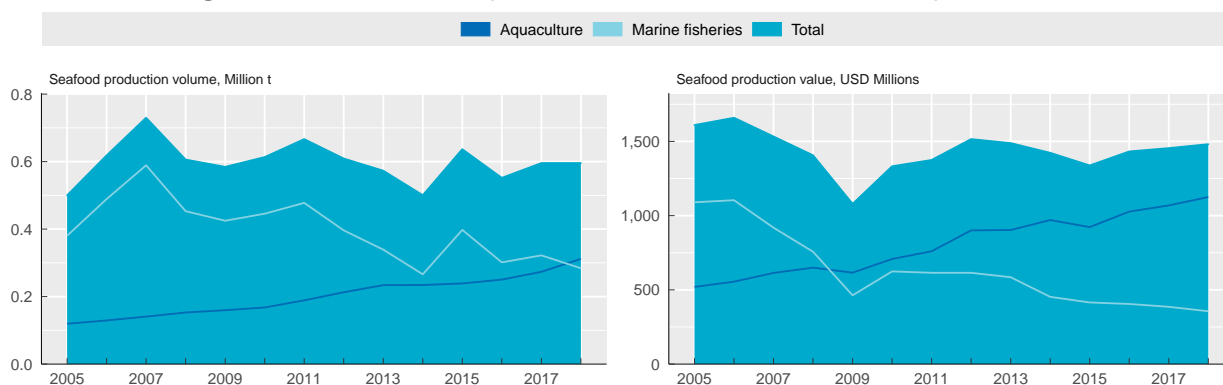 Aquaculture Marine fisheries Total
Seafood production volume, Million t
0.8
0.6
0.4
0.2
0.0
2005 2007 2009 2011 2013 2015 2017
Seafood production value, USD Millions
1,500
1,000
500
0
2005 2007 2009 2011 2013 2015 2017